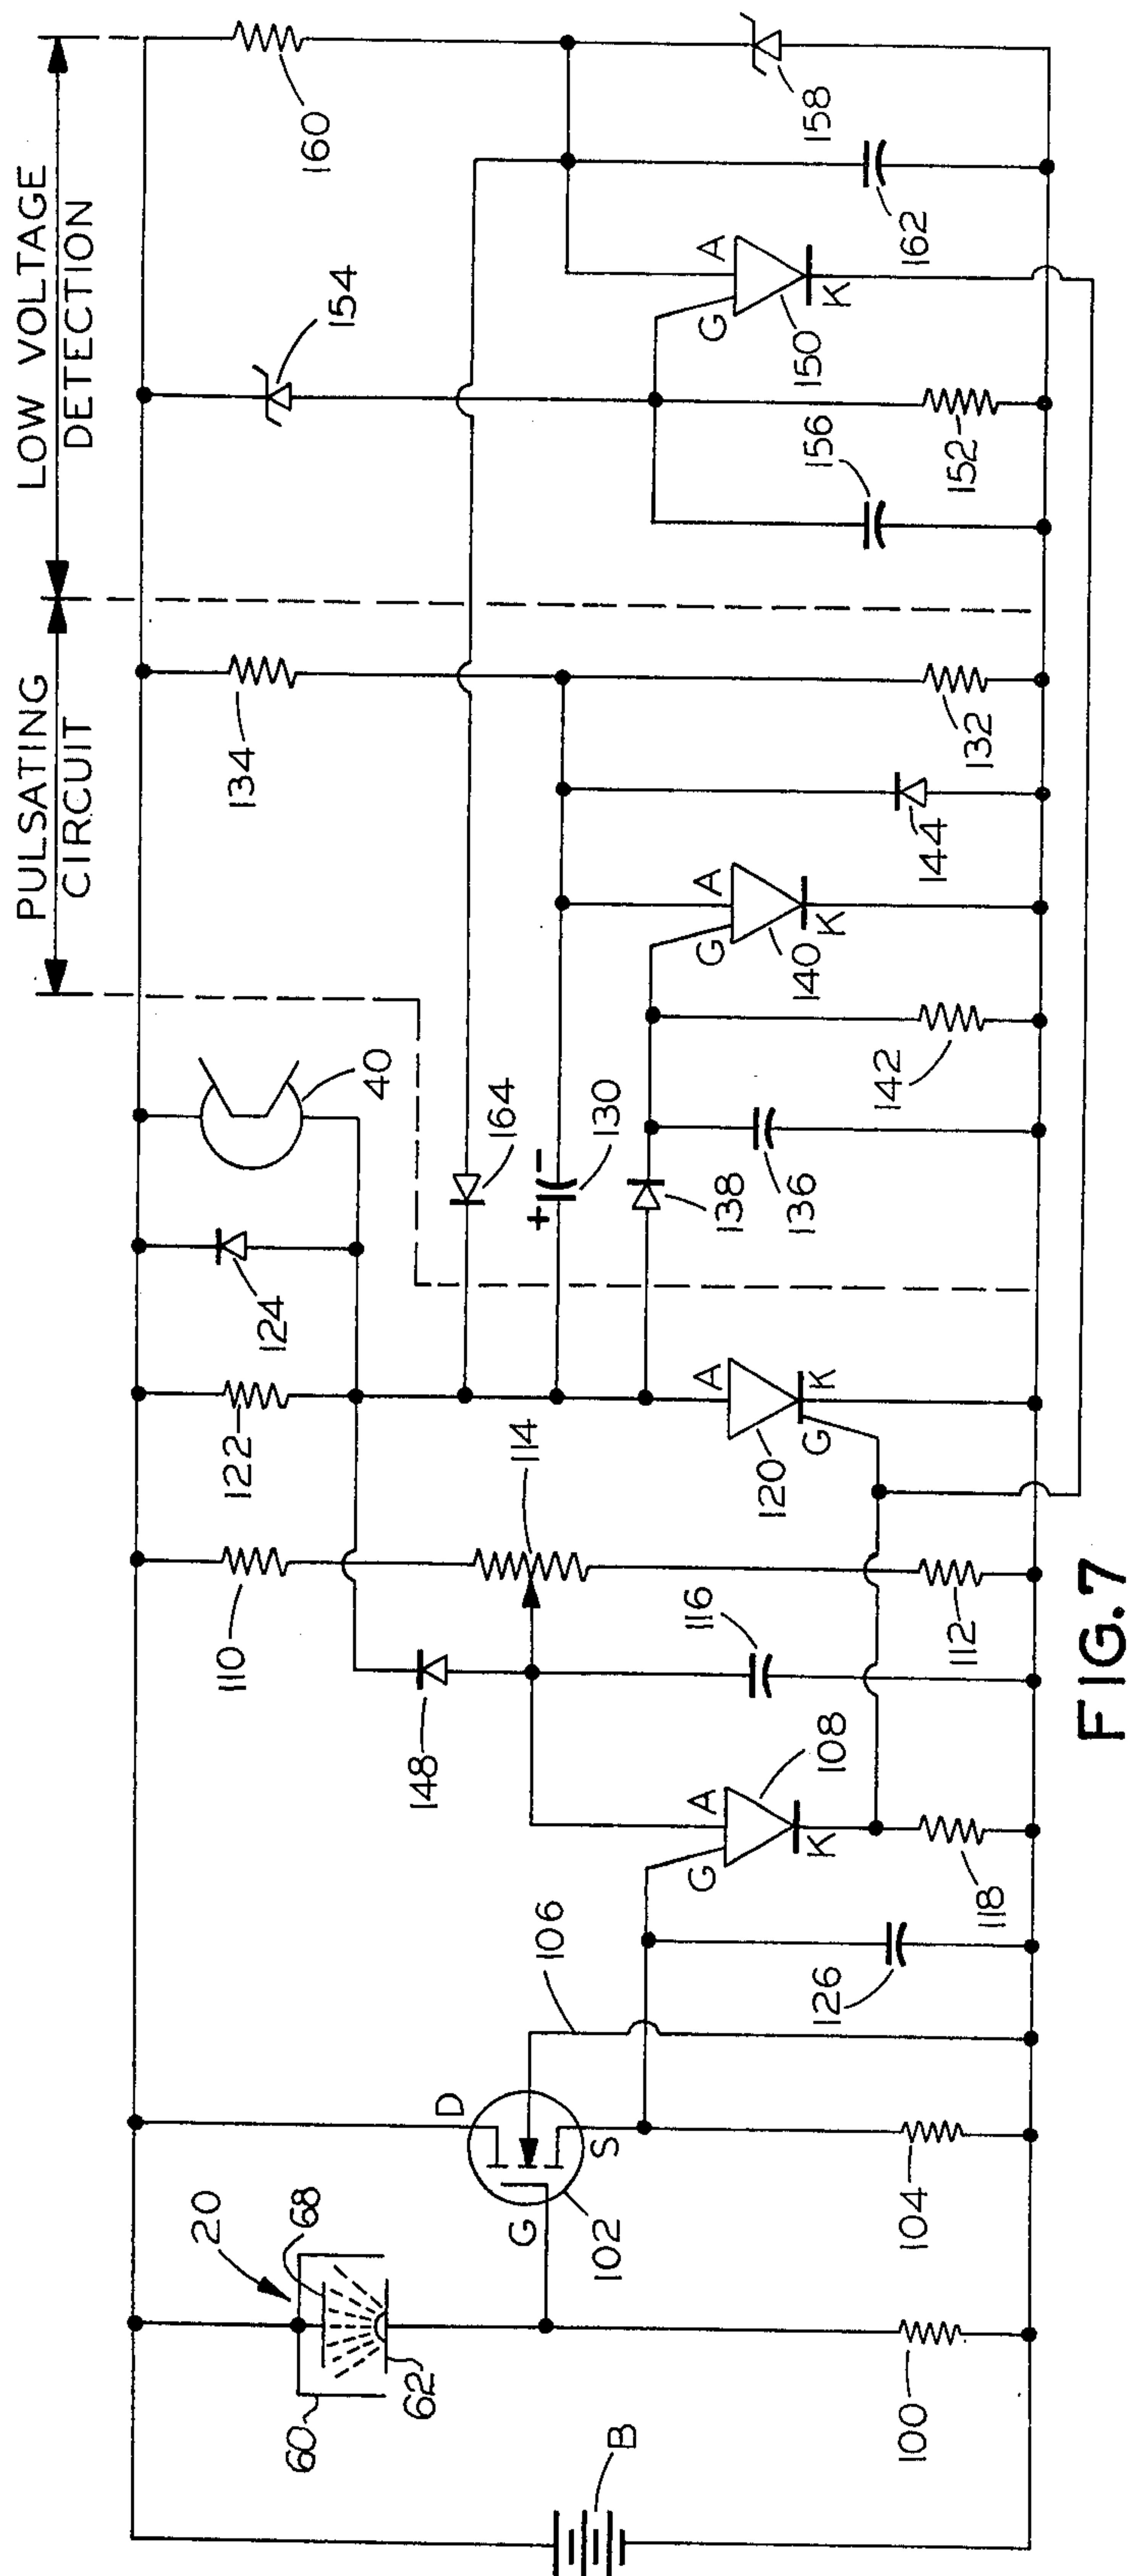 PULSATING
CIRCUIT
LOW VOLTAGE
DETECTION
20
68
60
62
B
100
D
G
S
102
104
106
126
G
A
K
108
118
148
116
110
114
112
122
124
40
A
K
G
120
164
+
-
130
138
136
142
G
A
K
140
144
134
132
154
156
152
G
A
K
150
162
160
158
FIG.7